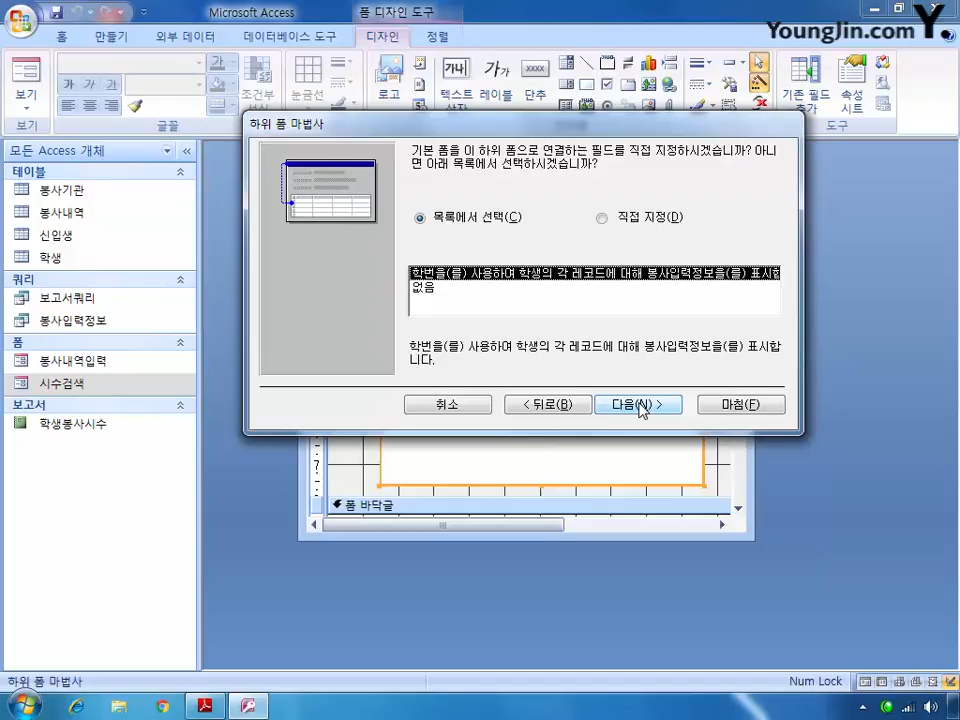 Microsoft Access
폼 디자인 도구
YoungJin.com Y.
홈
만들기
외부 데이터
데이터베이스 도구
디자인
정렬
보기
가
가
가
가
조건부
눈금선
로고
가나
텍스트
가가
레이블
xxxx
단추
기존 필드
추가
속성
시트
보기
글꼴
도구
모든 Access 개체
테이블
봉사기관
봉사내역
신입생
학생
쿼리
보고서쿼리
봉사입력정보
폼
봉사내역입력
시수검색
보고서
학생봉사시수
하위 폼 마법사
기본 폼을 이 하위 폼으로 연결하는 필드를 직접 지정하시겠습니까? 아니
면 아래 목록에서 선택하시겠습니까?
목록에서 선택(C)
직접 지정(D)
학번을(를) 사용하여 학생의 각 레코드에 대해 봉사입력정보을(를) 표시합
없음
학번을(를) 사용하여 학생의 각 레코드에 대해 봉사입력정보을(를) 표시합
니다.
취소
< 뒤로(B)
다음(N) >
마침(F)
7
폼 바닥글
하위 폼 마법사
Num Lock